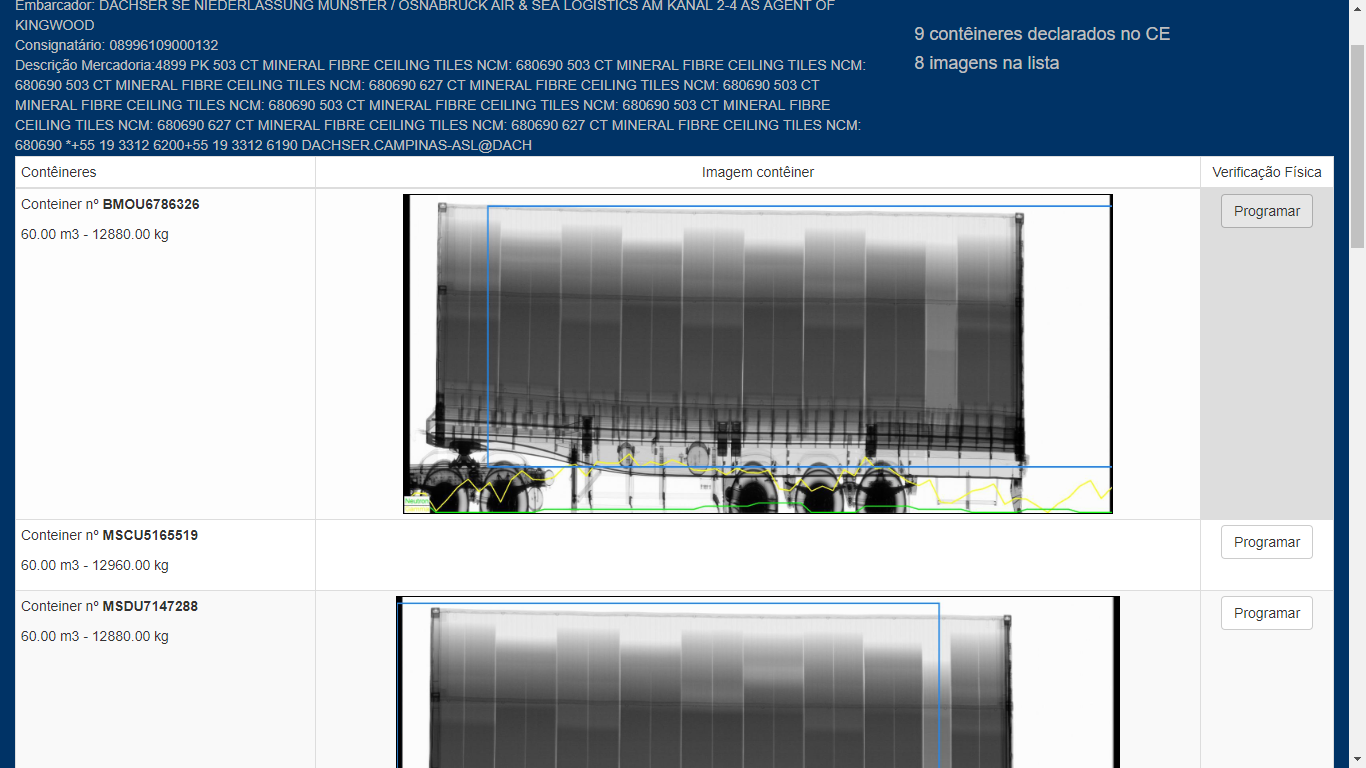 Embarcador: DACHSER SE NIEDERLASSUNG MUNSTER / OSNABRUCK AIR & SEA LOGISTICS AM KANAL 2-4 AS AGENT OF
KINGWOOD
Consignatário: 08996109000132
Descrição Mercadoria:4899 PK 503 CT MINERAL FIBRE CEILING TILES NCM: 680690 503 CT MINERAL FIBRE CEILING TILES NCM:
680690 503 CT MINERAL FIBRE CEILING TILES NCM: 680690 627 CT MINERAL FIBRE CEILING TILES NCM: 680690 503 CT
MINERAL FIBRE CEILING TILES NCM: 680690 503 CT MINERAL FIBRE CEILING TILES NCM: 680690 503 CT MINERAL FIBRE
CEILING TILES NCM: 680690 627 CT MINERAL FIBRE CEILING TILES NCM: 680690 627 CT MINERAL FIBRE CEILING TILES NCM:
680690 *+55 19 3312 6200+55 19 3312 6190 DACHSER.CAMPINAS-ASL@DACH
9 contêineres declarados no CE
8 imagens na lista
Contêineres
Imagem contêiner
Verificação Física
Conteiner nº BMOU6786326
60.00 m3 - 12880.00 kg
Neutron
Programar
Conteiner nº MSCU5165519
60.00 m3 - 12960.00 kg
Programar
Conteiner nº MSDU7147288
60.00 m3 - 12880.00 kg
Programar